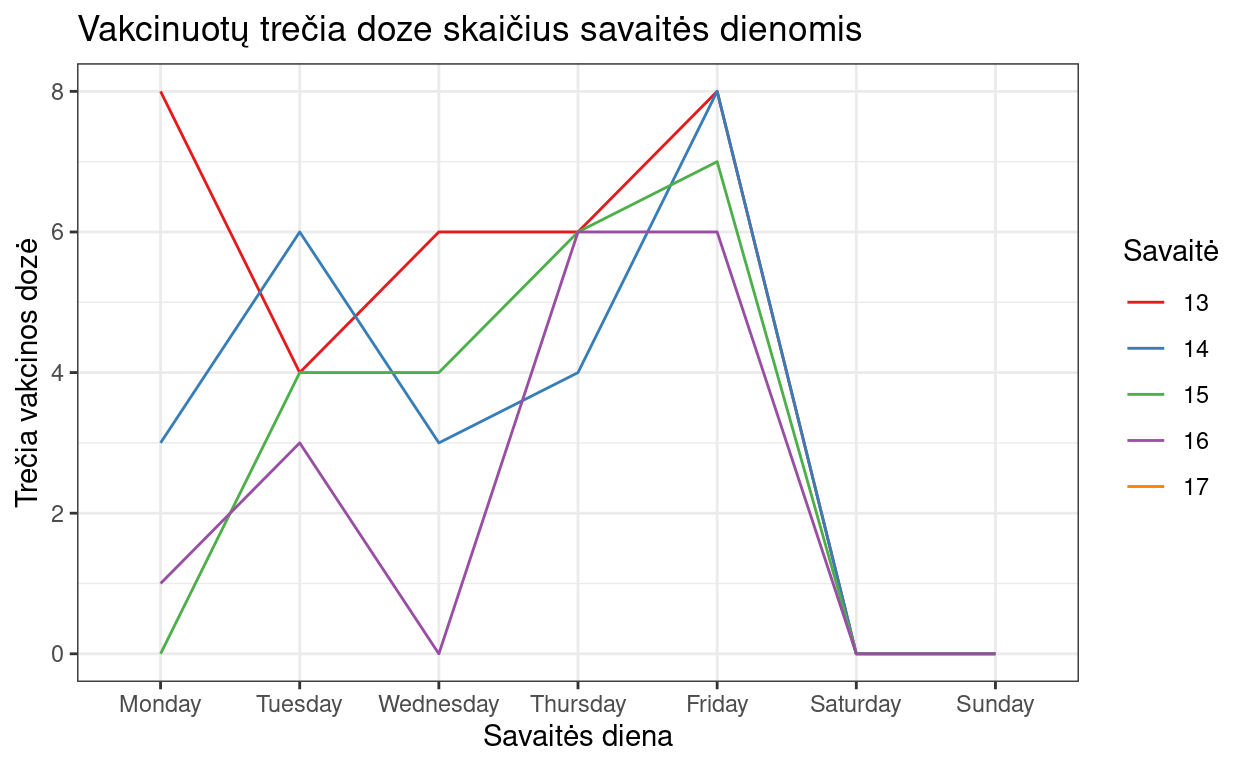 Vakcinuotų trečia doze skaičius savaitės dienomis
Trečia vakcinos dozė
8
6
4
2
0
Monday Tuesday Wednesday Thursday Friday Saturday Sunday
Savaitės diena
Savaitė
13
14
15
16
17